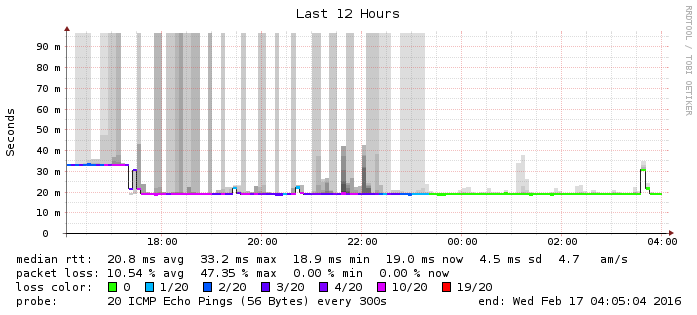 Last 12 Hours
RRDTOOL / TOBI OETIKER
Seconds
90 m
80 m
70 m
60 m
50 m
40 m
30 m
20 m
10 m
0
18:00 20:00 22:00 00:00 02:00 04:00
median rtt: 20.8 ms avg 33.2 ms max 18.9 ms min 19.0 ms now 4.5 ms sd 4.7 am/s
packet loss: 10.54 % avg 47.35 % max 0.00 % min 0.00 % now
loss color: 0 1/20 2/20 3/20 4/20 10/20 19/20
probe: 20 ICMP Echo Pings (56 Bytes) every 300s end: Wed Feb 17 04:05:04 2016